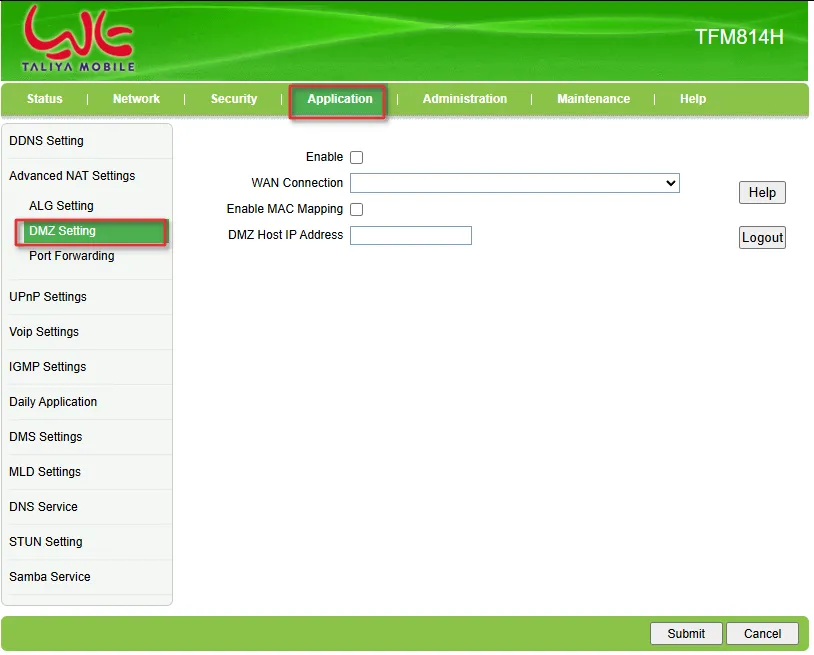 تالیا
TALIYA MOBILE
TFM814H
Status | Network | Security | Application | Administration | Maintenance | Help
DDNS Setting
Advanced NAT Settings
ALG Setting
DMZ Setting
Port Forwarding
UPnP Settings
Voip Settings
IGMP Settings
Daily Application
DMS Settings
MLD Settings
DNS Service
STUN Setting
Samba Service
Enable
WAN Connection
Enable MAC Mapping
DMZ Host IP Address
Help
Logout
Submit Cancel